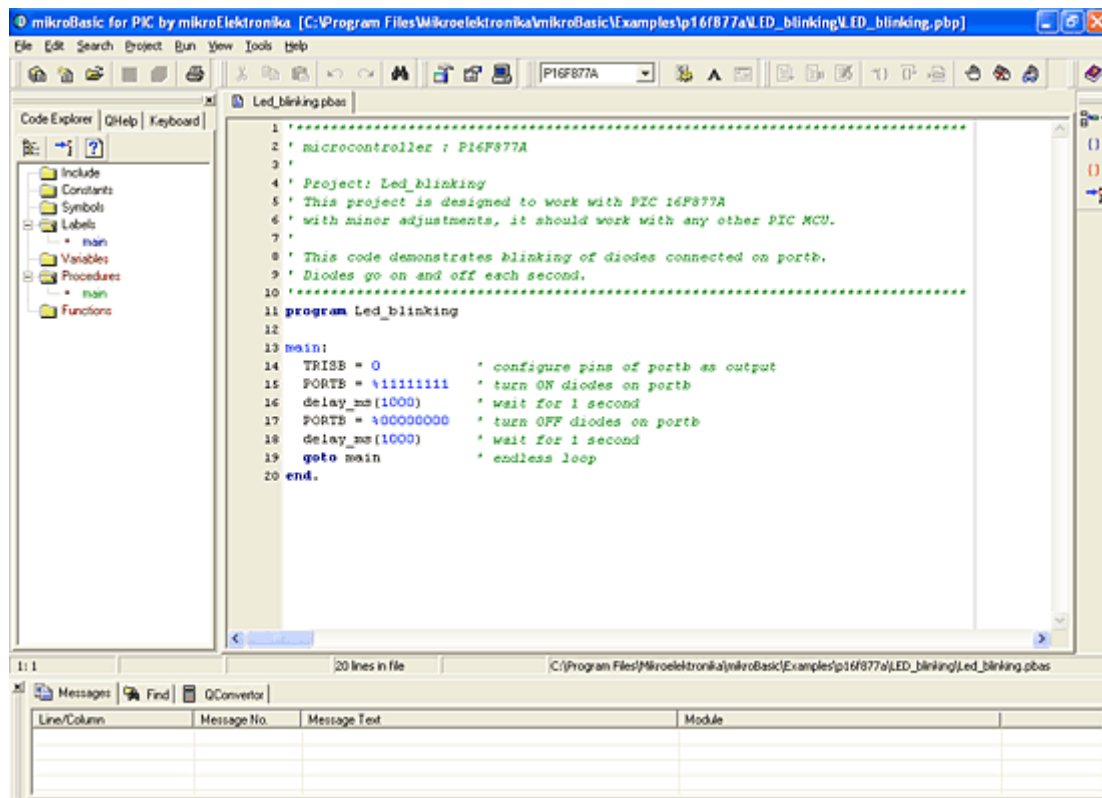 mikroBasic for PIC by mikroElektronika [C:\Program Files\Mikroelektronika\mikroBasic\Examples\p16f877a\LED_blinking\LED_blinking.pbp]
File Edit Search Project Run View Tools Help
P16F877A
Led_blinking.pbas
Code Explorer QHelp Keyboard
Include
Constants
Symbols
Labels
main
Variables
Procedures
main
Functions
1 '******************************************************************************
2 ' microcontroller : P16F877A
3 '
4 ' Project: Led_blinking
5 ' This project is designed to work with PIC 16F877A
6 ' with minor adjustments, it should work with any other PIC MCU.
7 '
8 ' This code demonstrates blinking of diodes connected on portb.
9 ' Diodes go on and off each second.
10 '******************************************************************************
11 program Led_blinking
12
13 main:
14 TRISB = 0 ' configure pins of portb as output
15 PORTB = %11111111 ' turn ON diodes on portb
16 delay_ms(1000) ' wait for 1 second
17 PORTB = %00000000 ' turn OFF diodes on portb
18 delay_ms(1000) ' wait for 1 second
19 goto main ' endless loop
20 end.
1: 1 20 lines in file C:\Program Files\Mikroelektronika\mikroBasic\Examples\p16f877a\LED_blinking\Led_blinking.pbas
Messages Find QConvertor
Line/Column Message No. Message Text Module